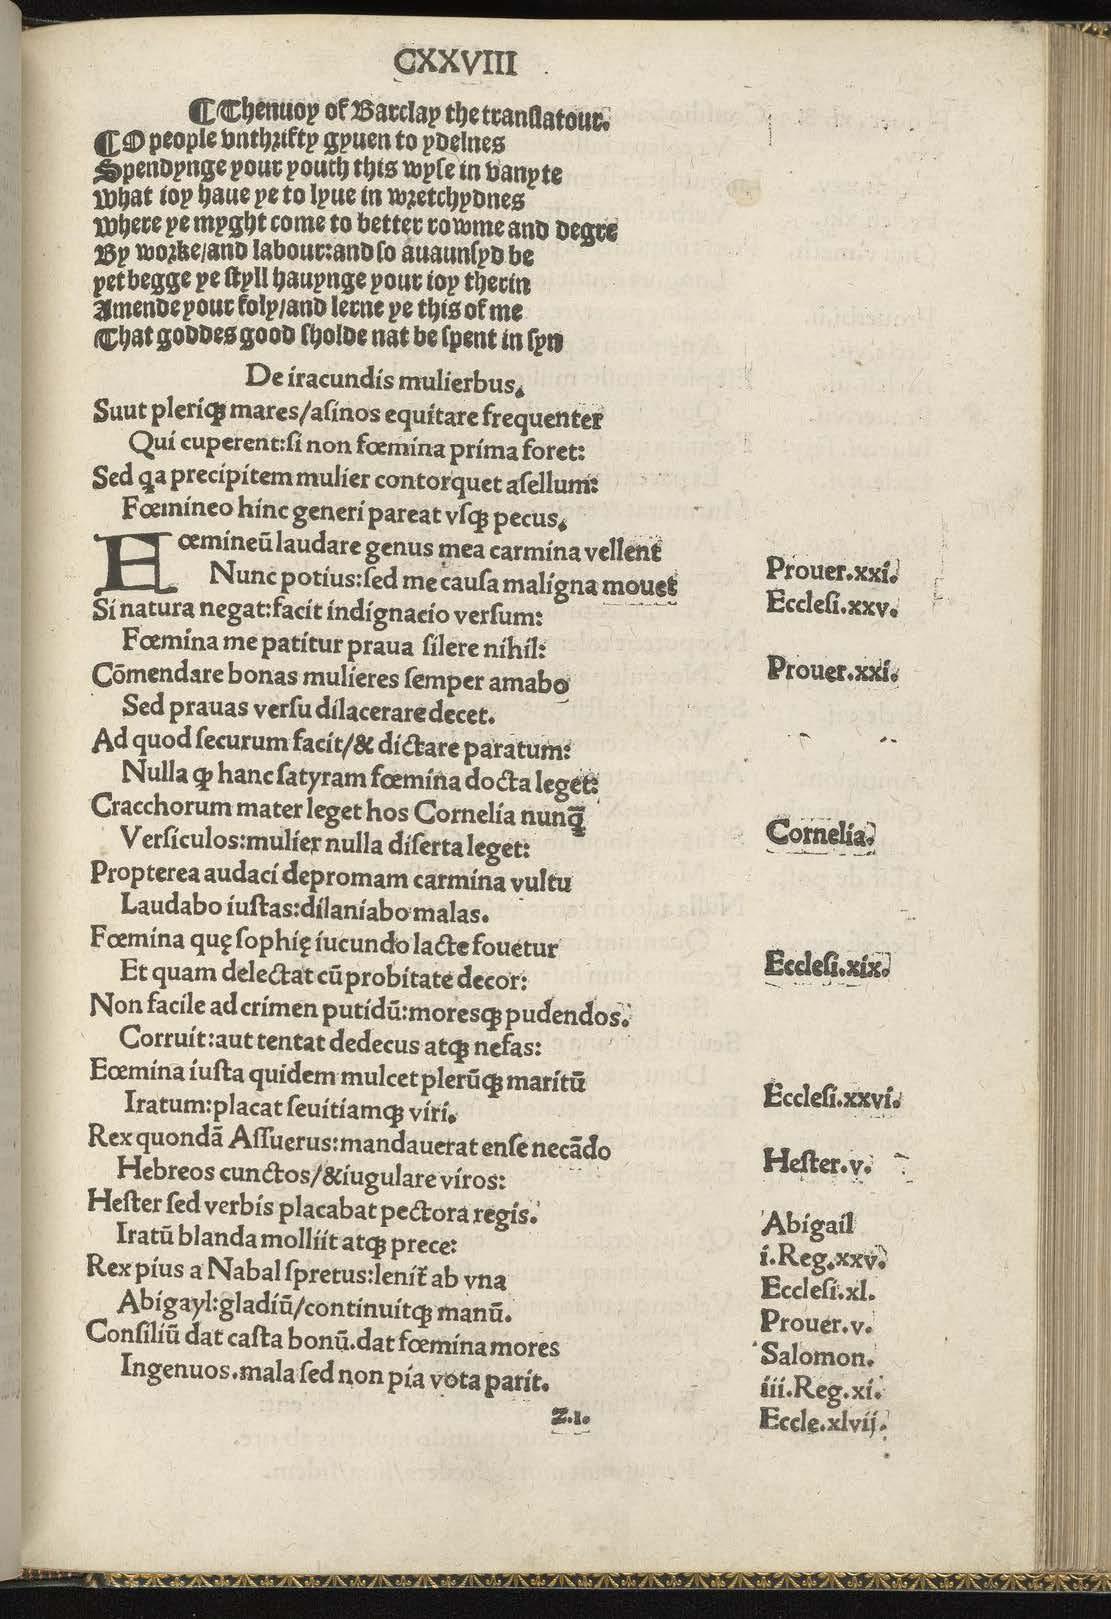 CXXVIII
¶ Thenuoy of Barclay the translatour.
¶ O people vnthrifty gyuen to ydelnes
Spendynge your youth this wyse in vanyte
What ioy haue ye to lyue in wretchydnes
Where ye myght come to better rowme and degre
By worke/and labour:and so auaunsyd be
yet begge ye styll hauynge your ioy therin
Amende your foly/and lerne ye this of me
That goddes good sholde nat be spent in syn
De iracundis mulierbus.
Suut pleriqꝫ mares/asinos equitare frequenter
Qui cuperent:si non fœmina prima foret:
Sed qa precipitem mulier contorquet asellum:
Fœmineo hinc generi pareat vsqꝫ pecus.
Fœmineū laudare genus mea carmina vellent
Nunc potius:sed me causa maligna mouet
Prouer.xxi.
Si natura negat:facit indignacio versum:
Ecclesi.xxv.
Fœmina me patitur praua silere nihil:
Cōmendare bonas mulieres semper amabo
Prouer.xxi.
Sed prauas versu dilacerare decet.
Ad quod securum facit/& dictare paratum:
Nulla qꝫ hanc satyram fœmina docta leget:
Cracchorum mater leget hos Cornelia nunq̄
Versiculos:mulier nulla diserta leget:
Cornelia.
Propterea audaci depromam carmina vultu
Laudabo iustas:dilaniabo malas.
Fœmina quę sophię iucundo lacte fouetur
Et quam delectat cū probitate decor:
Ecclesi.xix.
Non facile ad crimen putidū:moresqꝫ pudendos.
Corruit:aut tentat dedecus atqꝫ nefas:
Eœmina iusta quidem mulcet plerūqꝫ maritū
Iratum:placat seuitiamqꝫ viri.
Ecclesi.xxvi.
Rex quondā Assuerus:mandauerat ense necādo
Hebreos cunctos/& iugulare viros:
Hester.v.
Hester sed verbis placabat pectora regis.
Iratū blanda molliit atqꝫ prece:
Abigail
Rex pius a Nabal spretus:lenit̃ ab vna
i.Reg.xxv.
Abigayl:gladiū/continuitqꝫ manū.
Ecclesi.xl.
Consiliū dat casta bonū.dat fœmina mores
Prouer.v.
Ingenuos.mala sed non pia vota parit.
Salomon.
iii.Reg.xi.
Z.i.
Eccle.xlvij.